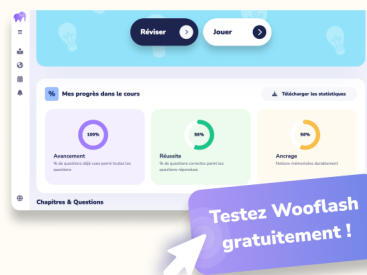 Réviser
Jouer
% Mes progrès dans le cours
Télécharger les statistiques
100%
Avancement
% de questions déjà vues parmi toutes les
questions
Réussite
% de questions correctes parmi les
questions répondues
50%
Ancrage
Notions mémorisées durablement
Chapitres & Questions
Testez Wooflash
gratuitement !